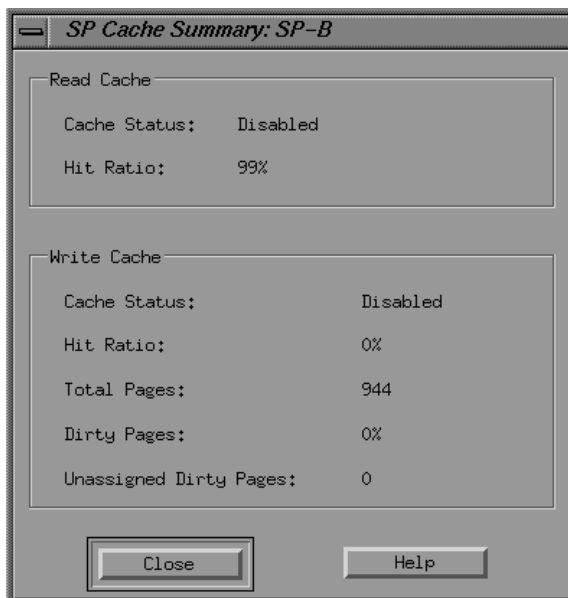 SP Cache Summary: SP-B
Read Cache
Cache Status: Disabled
Hit Ratio: 99%
Write Cache
Cache Status: Disabled
Hit Ratio: 0%
Total Pages: 944
Dirty Pages: 0%
Unassigned Dirty Pages: 0
Close Help